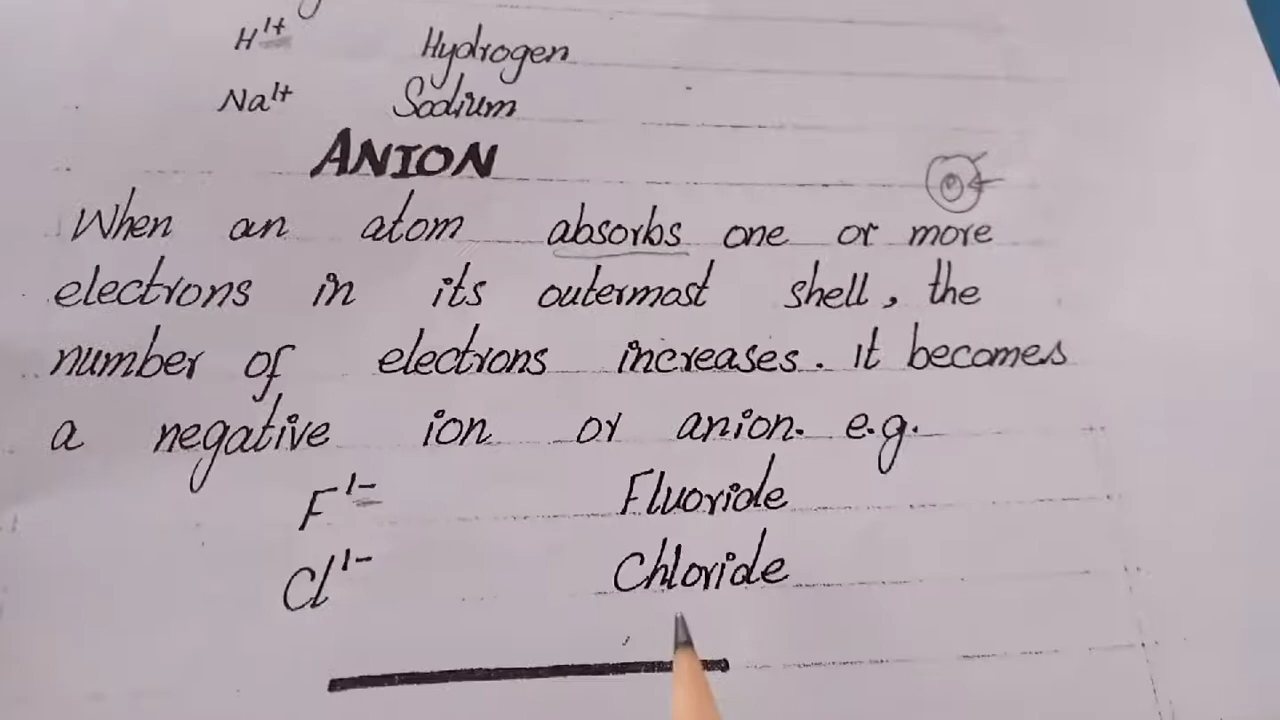 H¹⁺ Hydrogen
Na¹⁺ Sodium
ANION
When an atom absorbs one or more
electrons in its outermost shell, the
number of electrons increases. it becomes
a negative ion or anion. e.g.
F¹⁻ Fluoride
Cl¹⁻ Chloride